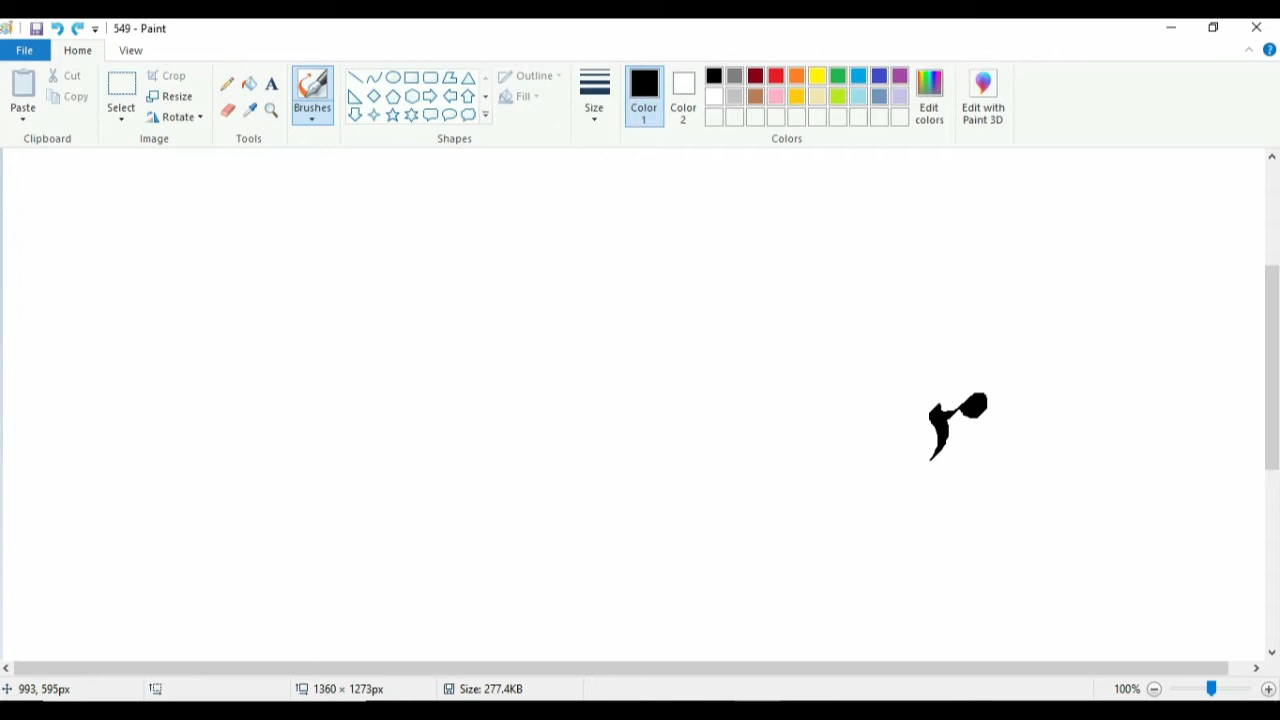 549 - Paint
File Home View
Paste
Cut
Copy
Clipboard
Select
Crop
Resize
Rotate
Image
A
Tools
Brushes
Outline
Fill
Shapes
Size
Color 1
Color 2
Edit colors
Colors
Edit with Paint 3D
993, 595px 1360 × 1273px Size: 277.4KB 100%